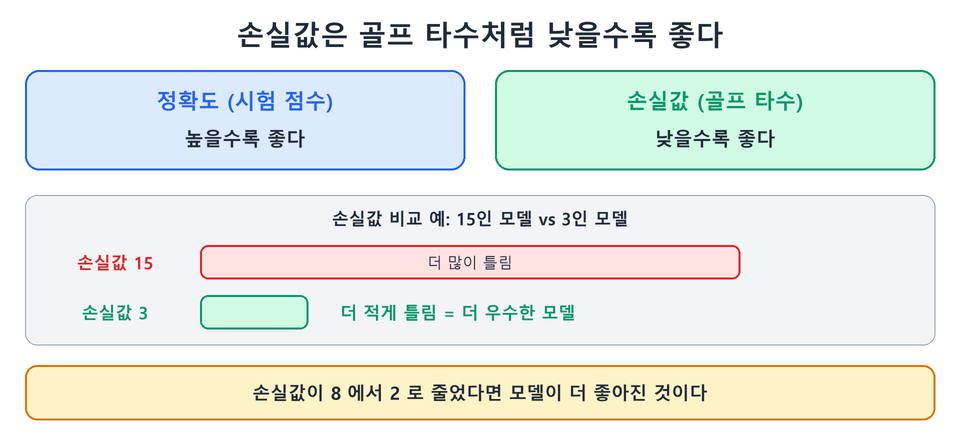 손실값은 골프 타수처럼 낮을수록 좋다
정확도 (시험 점수)
높을수록 좋다
손실값 (골프 타수)
낮을수록 좋다
손실값 비교 예: 15인 모델 vs 3인 모델
손실값 15
더 많이 틀림
손실값 3
더 적게 틀림 = 더 우수한 모델
손실값이 8 에서 2 로 줄었다면 모델이 더 좋아진 것이다